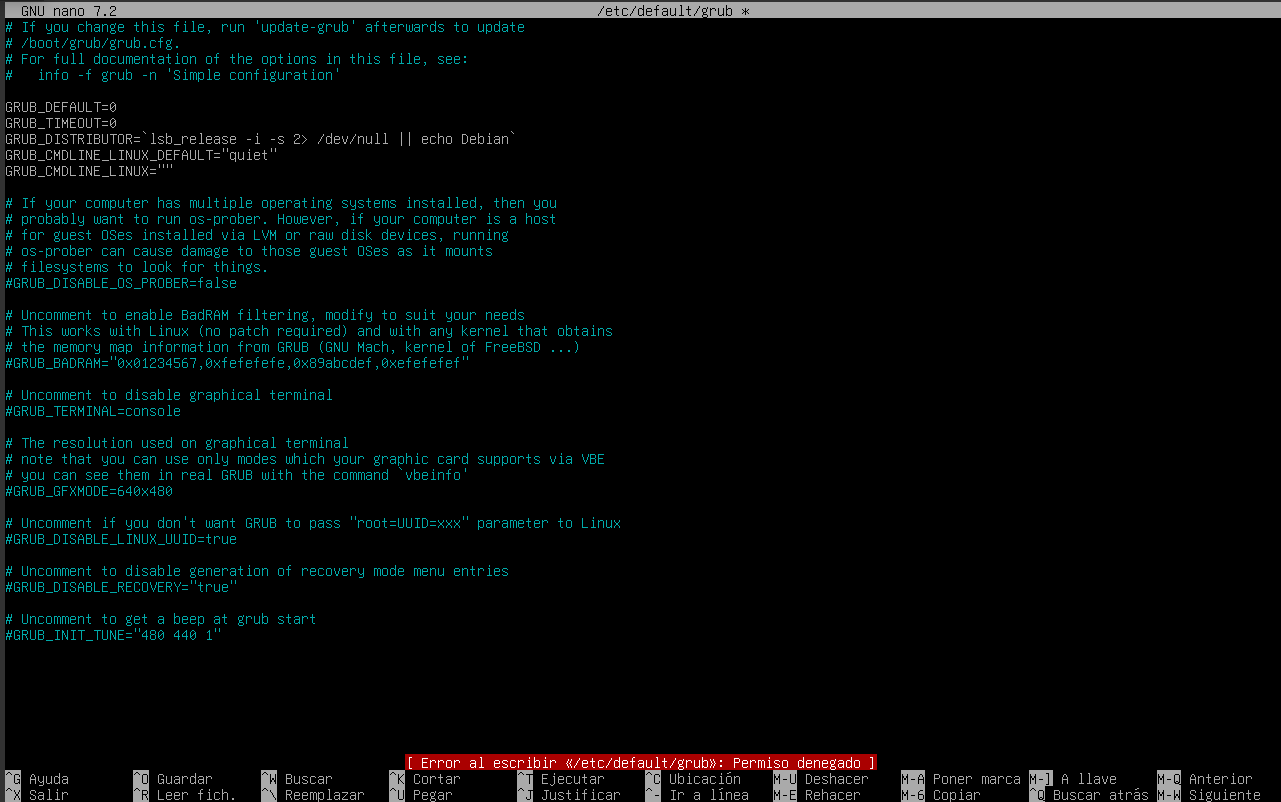 GNU nano 7.2 /etc/default/grub *
# If you change this file, run 'update-grub' afterwards to update
# /boot/grub/grub.cfg.
# For full documentation of the options in this file, see:
#   info -f grub -n 'Simple configuration'

GRUB_DEFAULT=0
GRUB_TIMEOUT=0
GRUB_DISTRIBUTOR=`lsb_release -i -s 2> /dev/null || echo Debian`
GRUB_CMDLINE_LINUX_DEFAULT="quiet"
GRUB_CMDLINE_LINUX=""

# If your computer has multiple operating systems installed, then you
# probably want to run os-prober. However, if your computer is a host
# for guest OSes installed via LVM or raw disk devices, running
# os-prober can cause damage to those guest OSes as it mounts
# filesystems to look for things.
#GRUB_DISABLE_OS_PROBER=false

# Uncomment to enable BadRAM filtering, modify to suit your needs
# This works with Linux (no patch required) and with any kernel that obtains
# the memory map information from GRUB (GNU Mach, kernel of FreeBSD ...)
#GRUB_BADRAM="0x01234567,0xfefefefe,0x89abcdef,0xefefefef"

# Uncomment to disable graphical terminal
#GRUB_TERMINAL=console

# The resolution used on graphical terminal
# note that you can use only modes which your graphic card supports via VBE
# you can see them in real GRUB with the command `vbeinfo'
#GRUB_GFXMODE=640x480

# Uncomment if you don't want GRUB to pass "root=UUID=xxx" parameter to Linux
#GRUB_DISABLE_LINUX_UUID=true

# Uncomment to disable generation of recovery mode menu entries
#GRUB_DISABLE_RECOVERY="true"

# Uncomment to get a beep at grub start
#GRUB_INIT_TUNE="480 440 1"

[ Error al escribir «/etc/default/grub»: Permiso denegado ]
^G Ayuda ^O Guardar ^W Buscar ^K Cortar ^T Ejecutar ^C Ubicación M-U Deshacer M-A Poner marca M-] A llave M-Q Anterior
^X Salir ^R Leer fich. ^\ Reemplazar ^U Pegar ^J Justificar ^- Ir a línea M-E Rehacer M-6 Copiar ^Q Buscar atrás M-W Siguiente